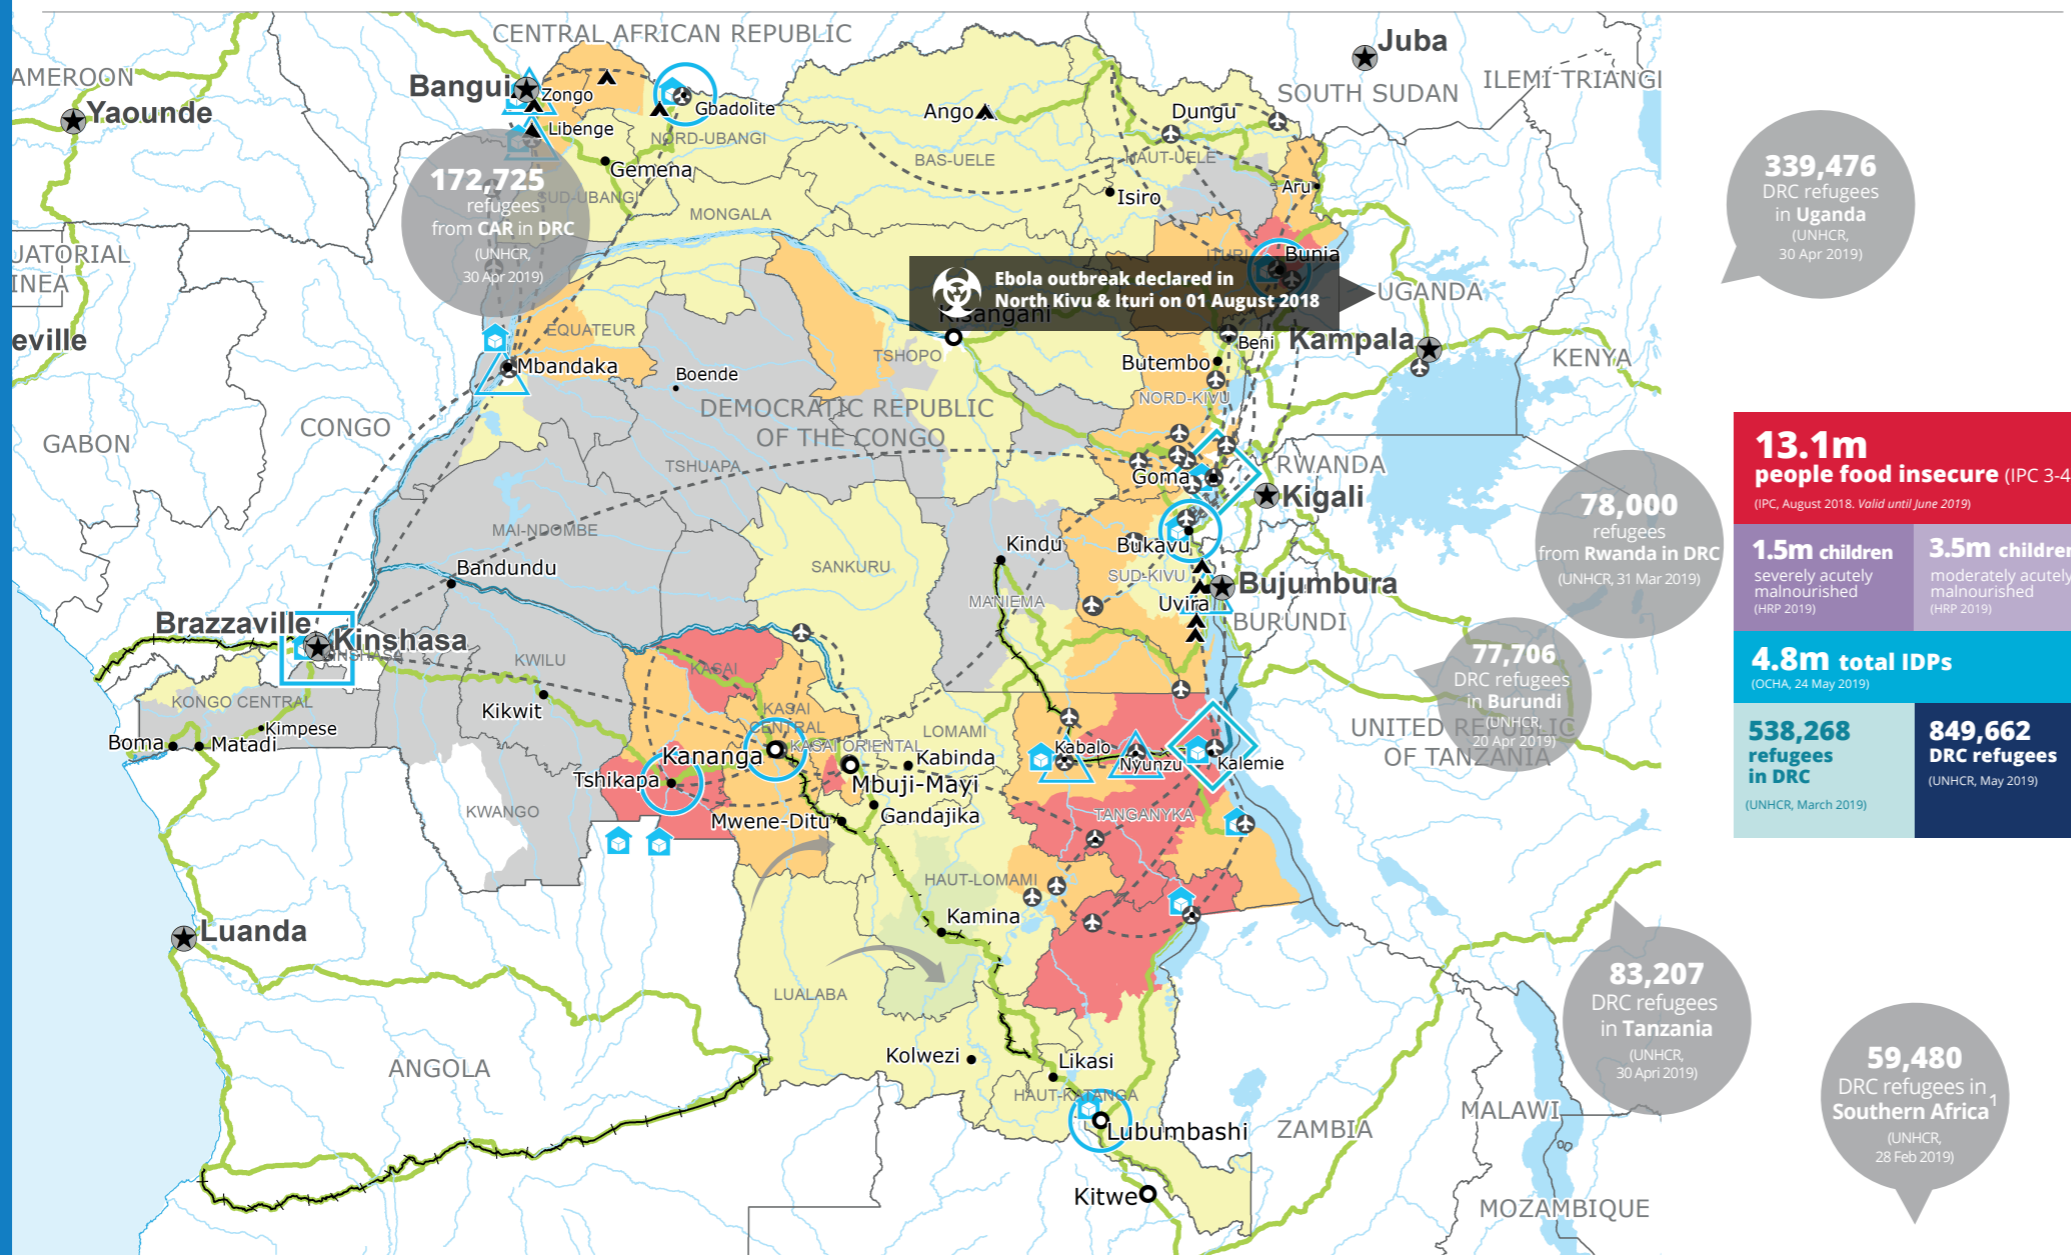 CENTRAL AFRICAN REPUBLIC
Juba
AMEROON
Bangui
Zongo
Gbadolite
Ango
Dungu
SOUTH SUDAN
ILEMI TRIANGL
Yaounde
Libenge
NORD-UBANGI
BAS-UELE
HAUT-UELE
Gemena
172,725
refugees
from CAR in DRC
(UNHCR,
30 Apr 2019)
SUD-UBANGI
MONGALA
Isiro
Aru
339,476
DRC refugees
in Uganda
(UNHCR,
30 Apr 2019)
UATORIAL
INEA
ITURI
Bunia
Ebola outbreak declared in
North Kivu & Ituri on 01 August 2018
UGANDA
Kisangani
eville
EQUATEUR
TSHOPO
Beni
Kampala
KENYA
Mbandaka
Boende
Butembo
NORD-KIVU
DEMOCRATIC REPUBLIC
OF THE CONGO
CONGO
GABON
TSHUAPA
Goma
RWANDA
Kigali
13.1m
people food insecure (IPC 3-4
(IPC, August 2018. Valid until June 2019)
78,000
refugees
from Rwanda in DRC
(UNHCR, 31 Mar 2019)
MAI-NDOMBE
Kindu
Bukavu
1.5m children
severely acutely
malnourished
(HRP 2019)
3.5m children
moderately acutely
malnourished
(HRP 2019)
Bandundu
SANKURU
SUD-KIVU
Bujumbura
MANIEMA
Uvira
BURUNDI
Brazzaville
Kinshasa
KINSHASA
KWILU
KASAI
77,706
DRC refugees
in Burundi
(UNHCR,
20 Apr 2019)
4.8m total IDPs
(OCHA, 24 May 2019)
KONGO CENTRAL
Kikwit
KASAI
CENTRAL
LOMAMI
UNITED REPUBLIC
OF TANZANIA
538,268
refugees
in DRC
(UNHCR, March 2019)
849,662
DRC refugees
(UNHCR, May 2019)
Boma
Matadi
Kimpese
Kananga
KASAI ORIENTAL
Kabinda
Kabalo
Nyunzu
Kalemie
Tshikapa
Mbuji-Mayi
KWANGO
Mwene-Ditu
Gandajika
TANGANYKA
HAUT-LOMAMI
Kamina
Luanda
LUALABA
83,207
DRC refugees
in Tanzania
(UNHCR,
30 Apri 2019)
ANGOLA
Kolwezi
Likasi
HAUT-KATANGA
59,480
DRC refugees in
Southern Africa1
(UNHCR,
28 Feb 2019)
Lubumbashi
ZAMBIA
MALAWI
Kitwe
MOZAMBIQUE